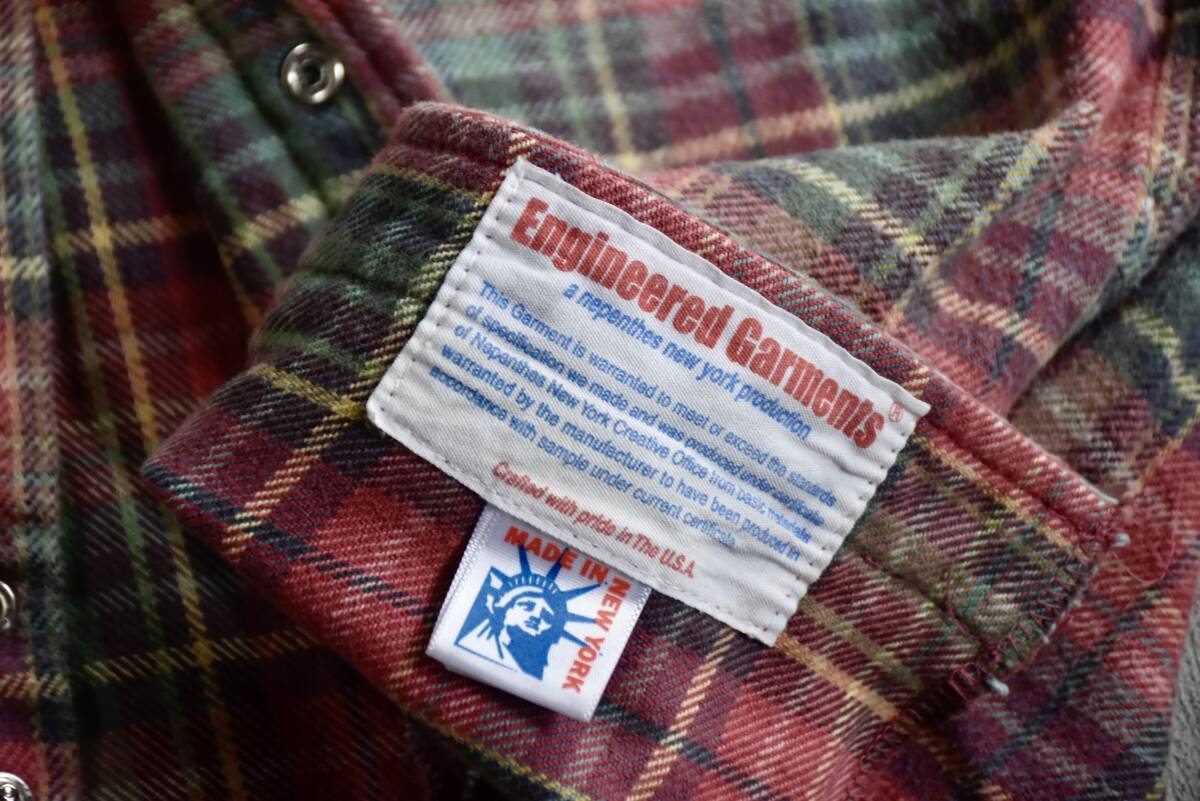 Engineered Garments®
a nepenthes new york production
This Garment is warranted to meet or exceed the standards
of specification we made and was produced under certificate
of Napanthes New York Creative Office from basic materials
warranted by the manufacturer to have been produced in
accordance with sample under current certificate.
Crafted with pride in The U.S.A.
MADE IN NEW YORK